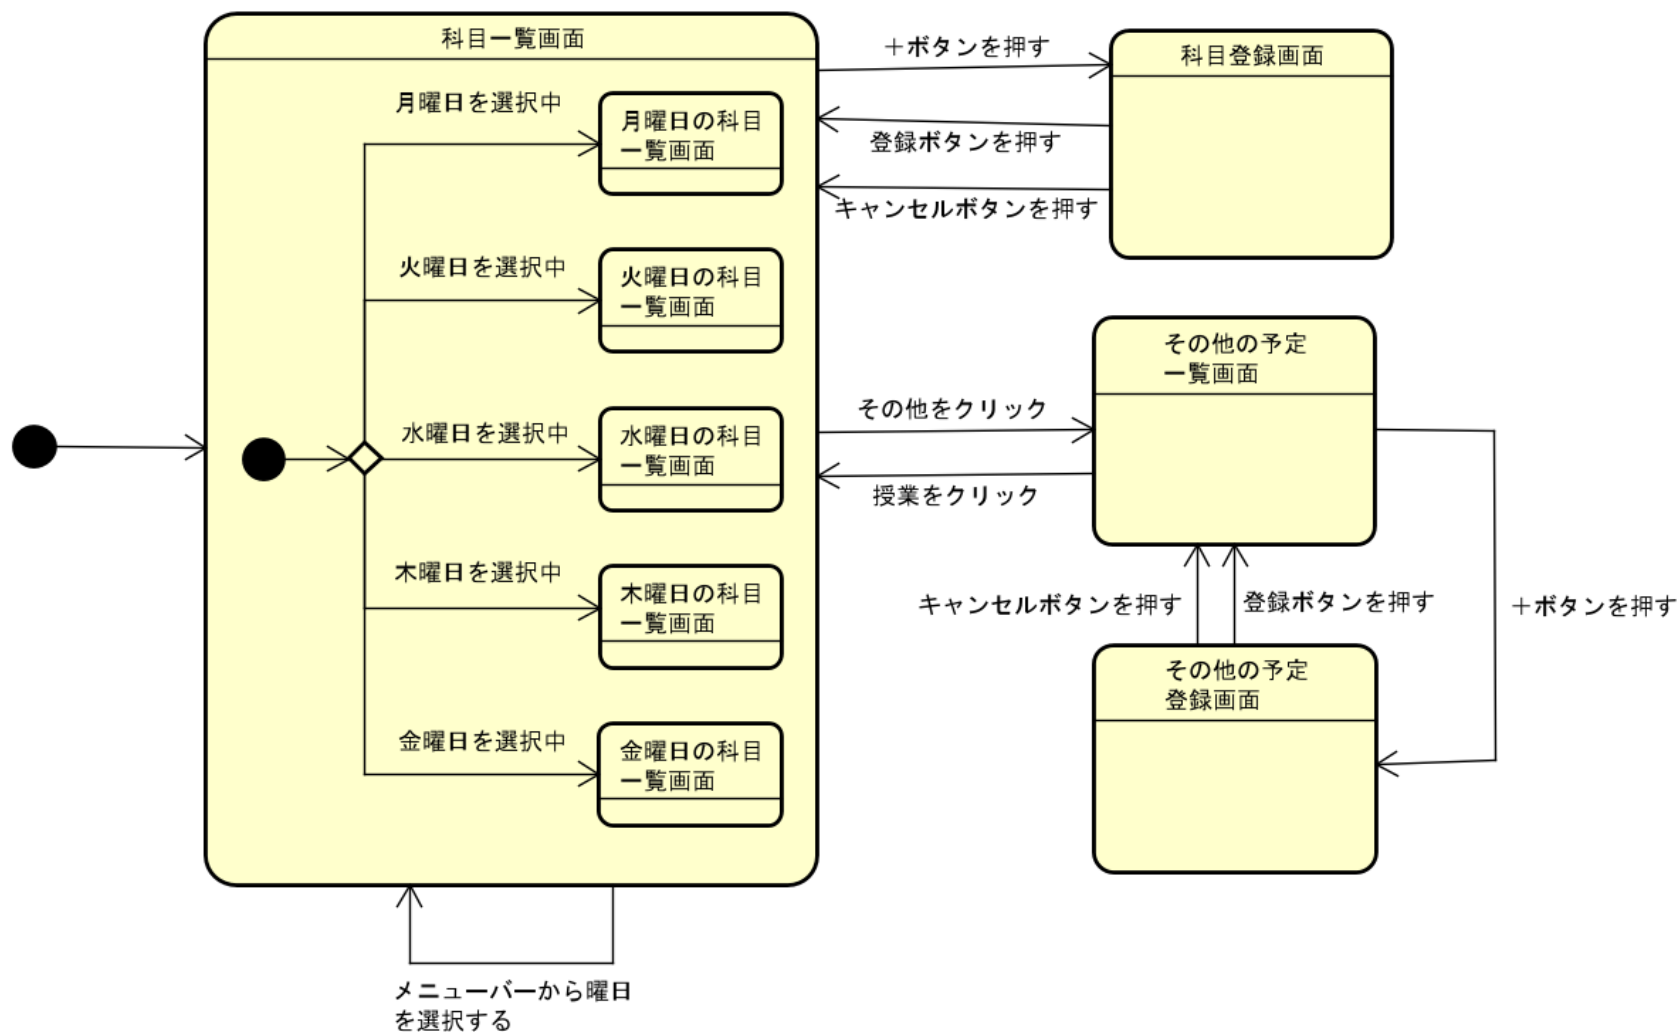 科目一覧画面
月曜日を選択中
月曜日の科目
一覧画面
火曜日を選択中
火曜日の科目
一覧画面
水曜日を選択中
水曜日の科目
一覧画面
木曜日を選択中
木曜日の科目
一覧画面
金曜日を選択中
金曜日の科目
一覧画面
メニューバーから曜日
を選択する
＋ボタンを押す
登録ボタンを押す
キャンセルボタンを押す
科目登録画面
その他をクリック
授業をクリック
その他の予定
一覧画面
キャンセルボタンを押す
登録ボタンを押す
＋ボタンを押す
その他の予定
登録画面